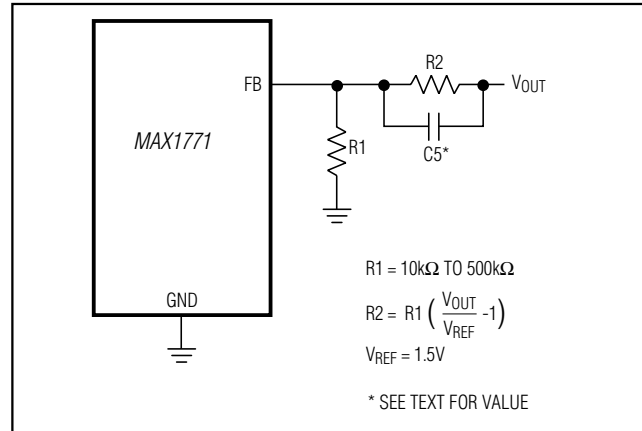 R2
FB
VOUT
MAX1771
R1
C5*
R1 = 10kΩ TO 500kΩ
GND
R2 = R1 ( VOUT / VREF -1)
VREF = 1.5V
* SEE TEXT FOR VALUE